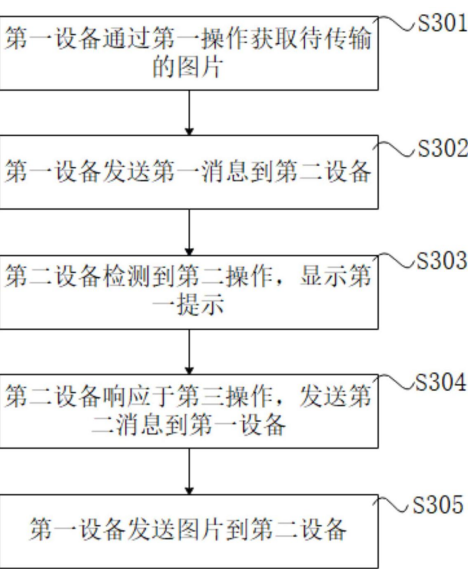 S301
第一设备通过第一操作获取待传输
的图片
S302
第一设备发送第一消息到第二设备
S303
第二设备检测到第二操作，显示第
一提示
S304
第二设备响应于第三操作，发送第
二消息到第一设备
S305
第一设备发送图片到第二设备